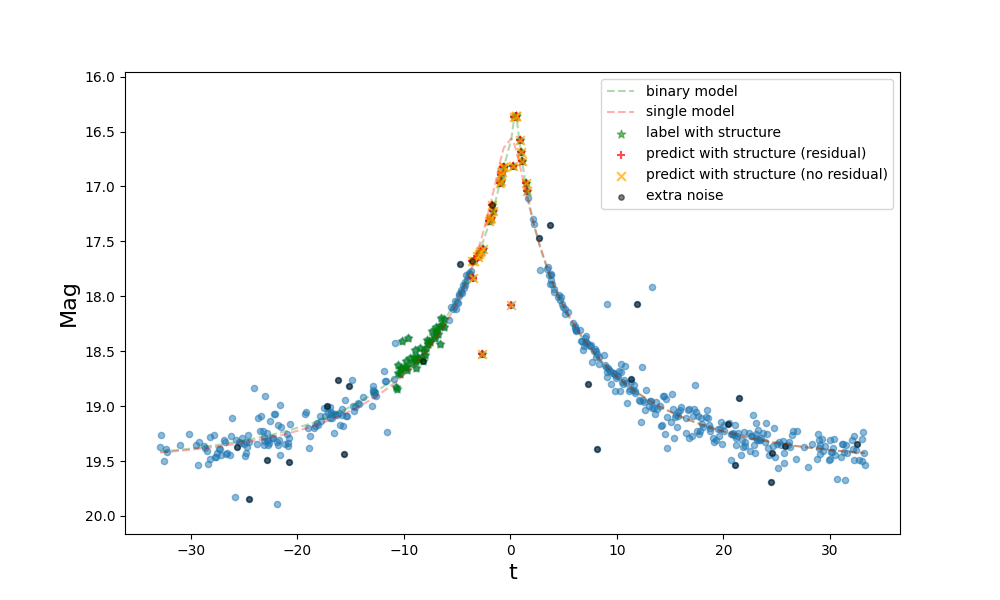 16.0
16.5
17.0
17.5
18.0
18.5
19.0
19.5
20.0
Mag
binary model
single model
label with structure
predict with structure (residual)
predict with structure (no residual)
extra noise
−30 −20 −10 0 10 20 30
t